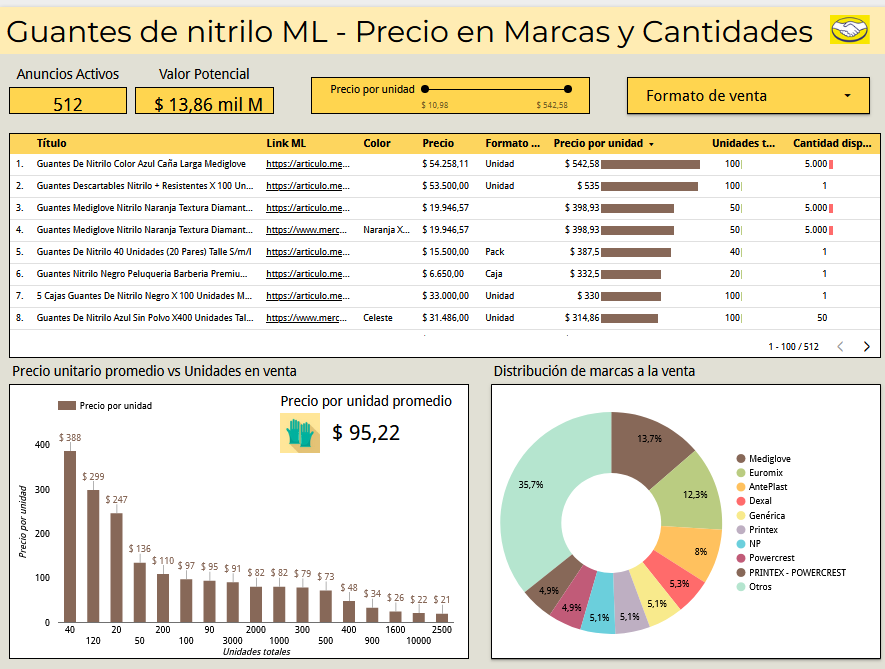 Guantes de nitrilo ML - Precio en Marcas y Cantidades
Anuncios Activos
512
Valor Potencial
$ 13,86 mil M
Precio por unidad
$ 10,98 $ 542,58
Formato de venta
Título Link ML Color Precio Formato ... Precio por unidad Unidades t... Cantidad disp...
1. Guantes De Nitrilo Color Azul Caña Larga Mediglove https://articulo.me... $ 54.258,11 Unidad $ 542,58 100 5.000
2. Guantes Descartables Nitrilo + Resistentes X 100 Un... https://articulo.me... $ 53.500,00 Unidad $ 535 100 1
3. Guantes Mediglove Nitrilo Naranja Textura Diamant... https://articulo.me... $ 19.946,57 $ 398,93 50 5.000
4. Guantes Mediglove Nitrilo Naranja Textura Diamant... https://www.merc... Naranja X... $ 19.946,57 $ 398,93 50 5.000
5. Guantes De Nitrilo 40 Unidades (20 Pares) Talle S/m/l https://articulo.me... $ 15.500,00 Pack $ 387,5 40 1
6. Guantes Nitrilo Negro Peluqueria Barberia Premiu... https://articulo.me... $ 6.650,00 Caja $ 332,5 20 1
7. 5 Cajas Guantes De Nitrilo Negro X 100 Unidades M... https://articulo.me... $ 33.000,00 Unidad $ 330 100 1
8. Guantes De Nitrilo Azul Sin Polvo X400 Unidades Tal... https://www.merc... Celeste $ 31.486,00 Unidad $ 314,86 100 50
1 - 100 / 512
Precio unitario promedio vs Unidades en venta
Precio por unidad
Precio por unidad promedio
$ 95,22
Precio por unidad
400
300
200
100
0
$ 388 $ 299 $ 247 $ 136 $ 110 $ 97 $ 95 $ 91 $ 82 $ 82 $ 79 $ 73 $ 48 $ 34 $ 26 $ 22 $ 21
40 20 200 90 2000 300 400 1600 2500
120 50 100 3000 1000 500 900 10000
Unidades totales
Distribución de marcas a la venta
13,7%
12,3%
8%
5,3%
5,1%
5,1%
5,1%
4,9%
4,9%
35,7%
Mediglove
Euromix
AntePlast
Dexal
Genérica
Printex
NP
Powercrest
PRINTEX - POWERCREST
Otros